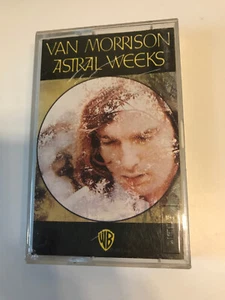 VAN MORRISON
ASTRAL WEEKS
WB